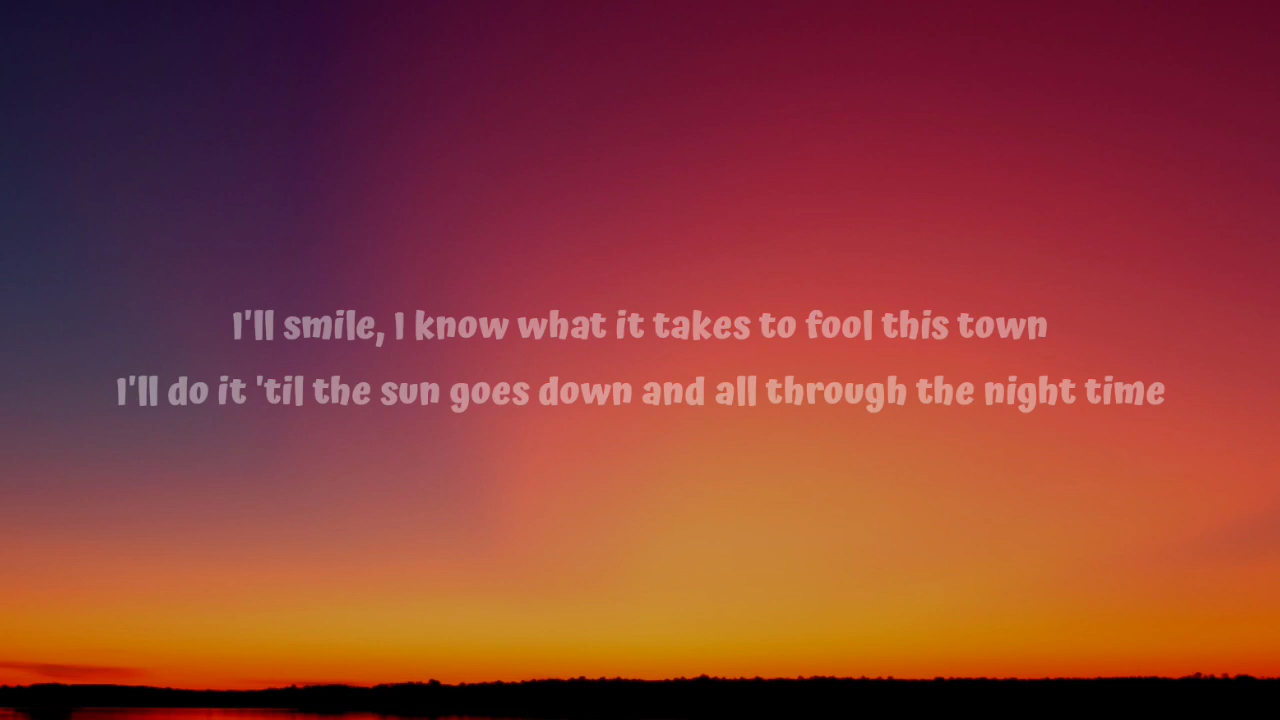 I'll smile, I know what it takes to fool this town
I'll do it 'til the sun goes down and all through the night time